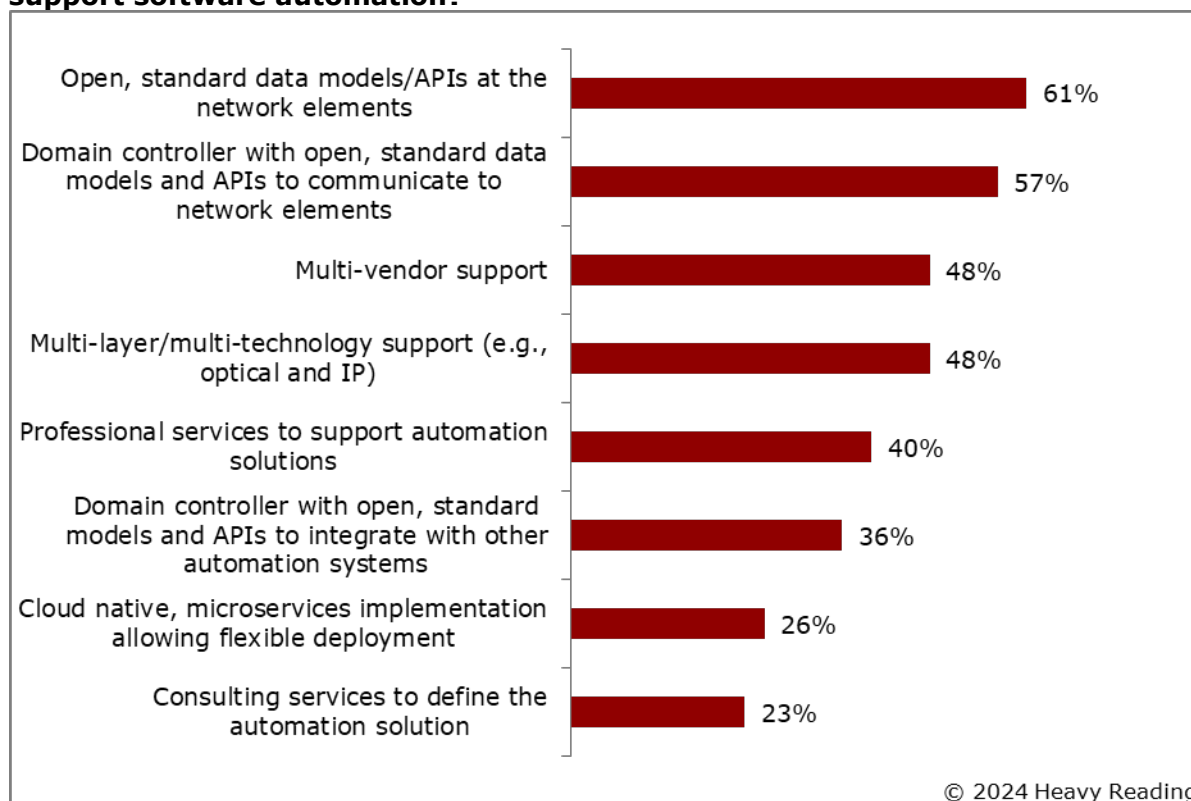 support software automation?
Open, standard data models/APIs at the
network elements
61%
Domain controller with open, standard data
models and APIs to communicate to
network elements
57%
Multi-vendor support
48%
Multi-layer/multi-technology support (e.g.,
optical and IP)
48%
Professional services to support automation
solutions
40%
Domain controller with open, standard
models and APIs to integrate with other
automation systems
36%
Cloud native, microservices implementation
allowing flexible deployment
26%
Consulting services to define the
automation solution
23%
© 2024 Heavy Reading